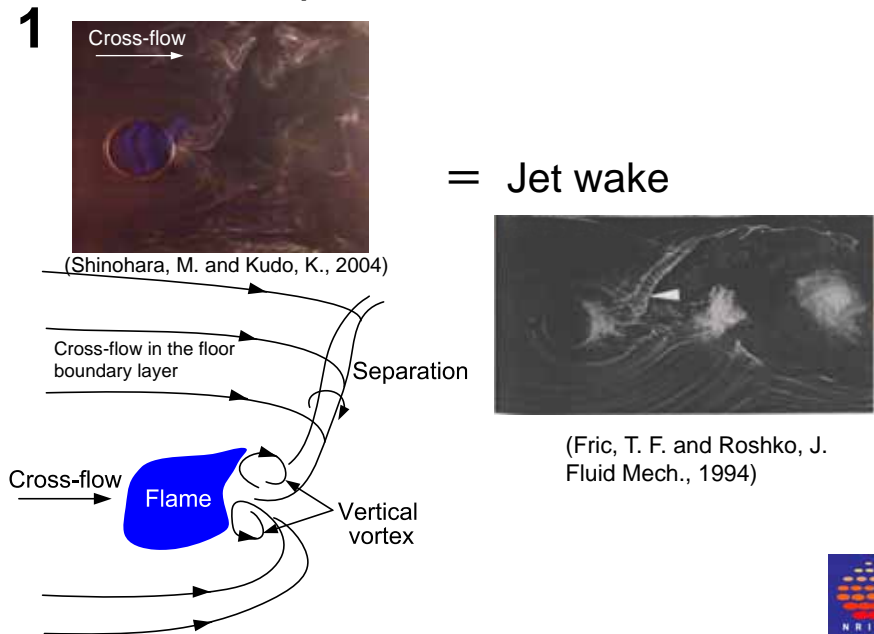 1
Cross-flow
(Shinohara, M. and Kudo, K., 2004)
= Jet wake
Cross-flow in the floor
boundary layer
Separation
Cross-flow
Flame
Vertical
vortex
(Fric, T. F. and Roshko, J.
Fluid Mech., 1994)
N R I